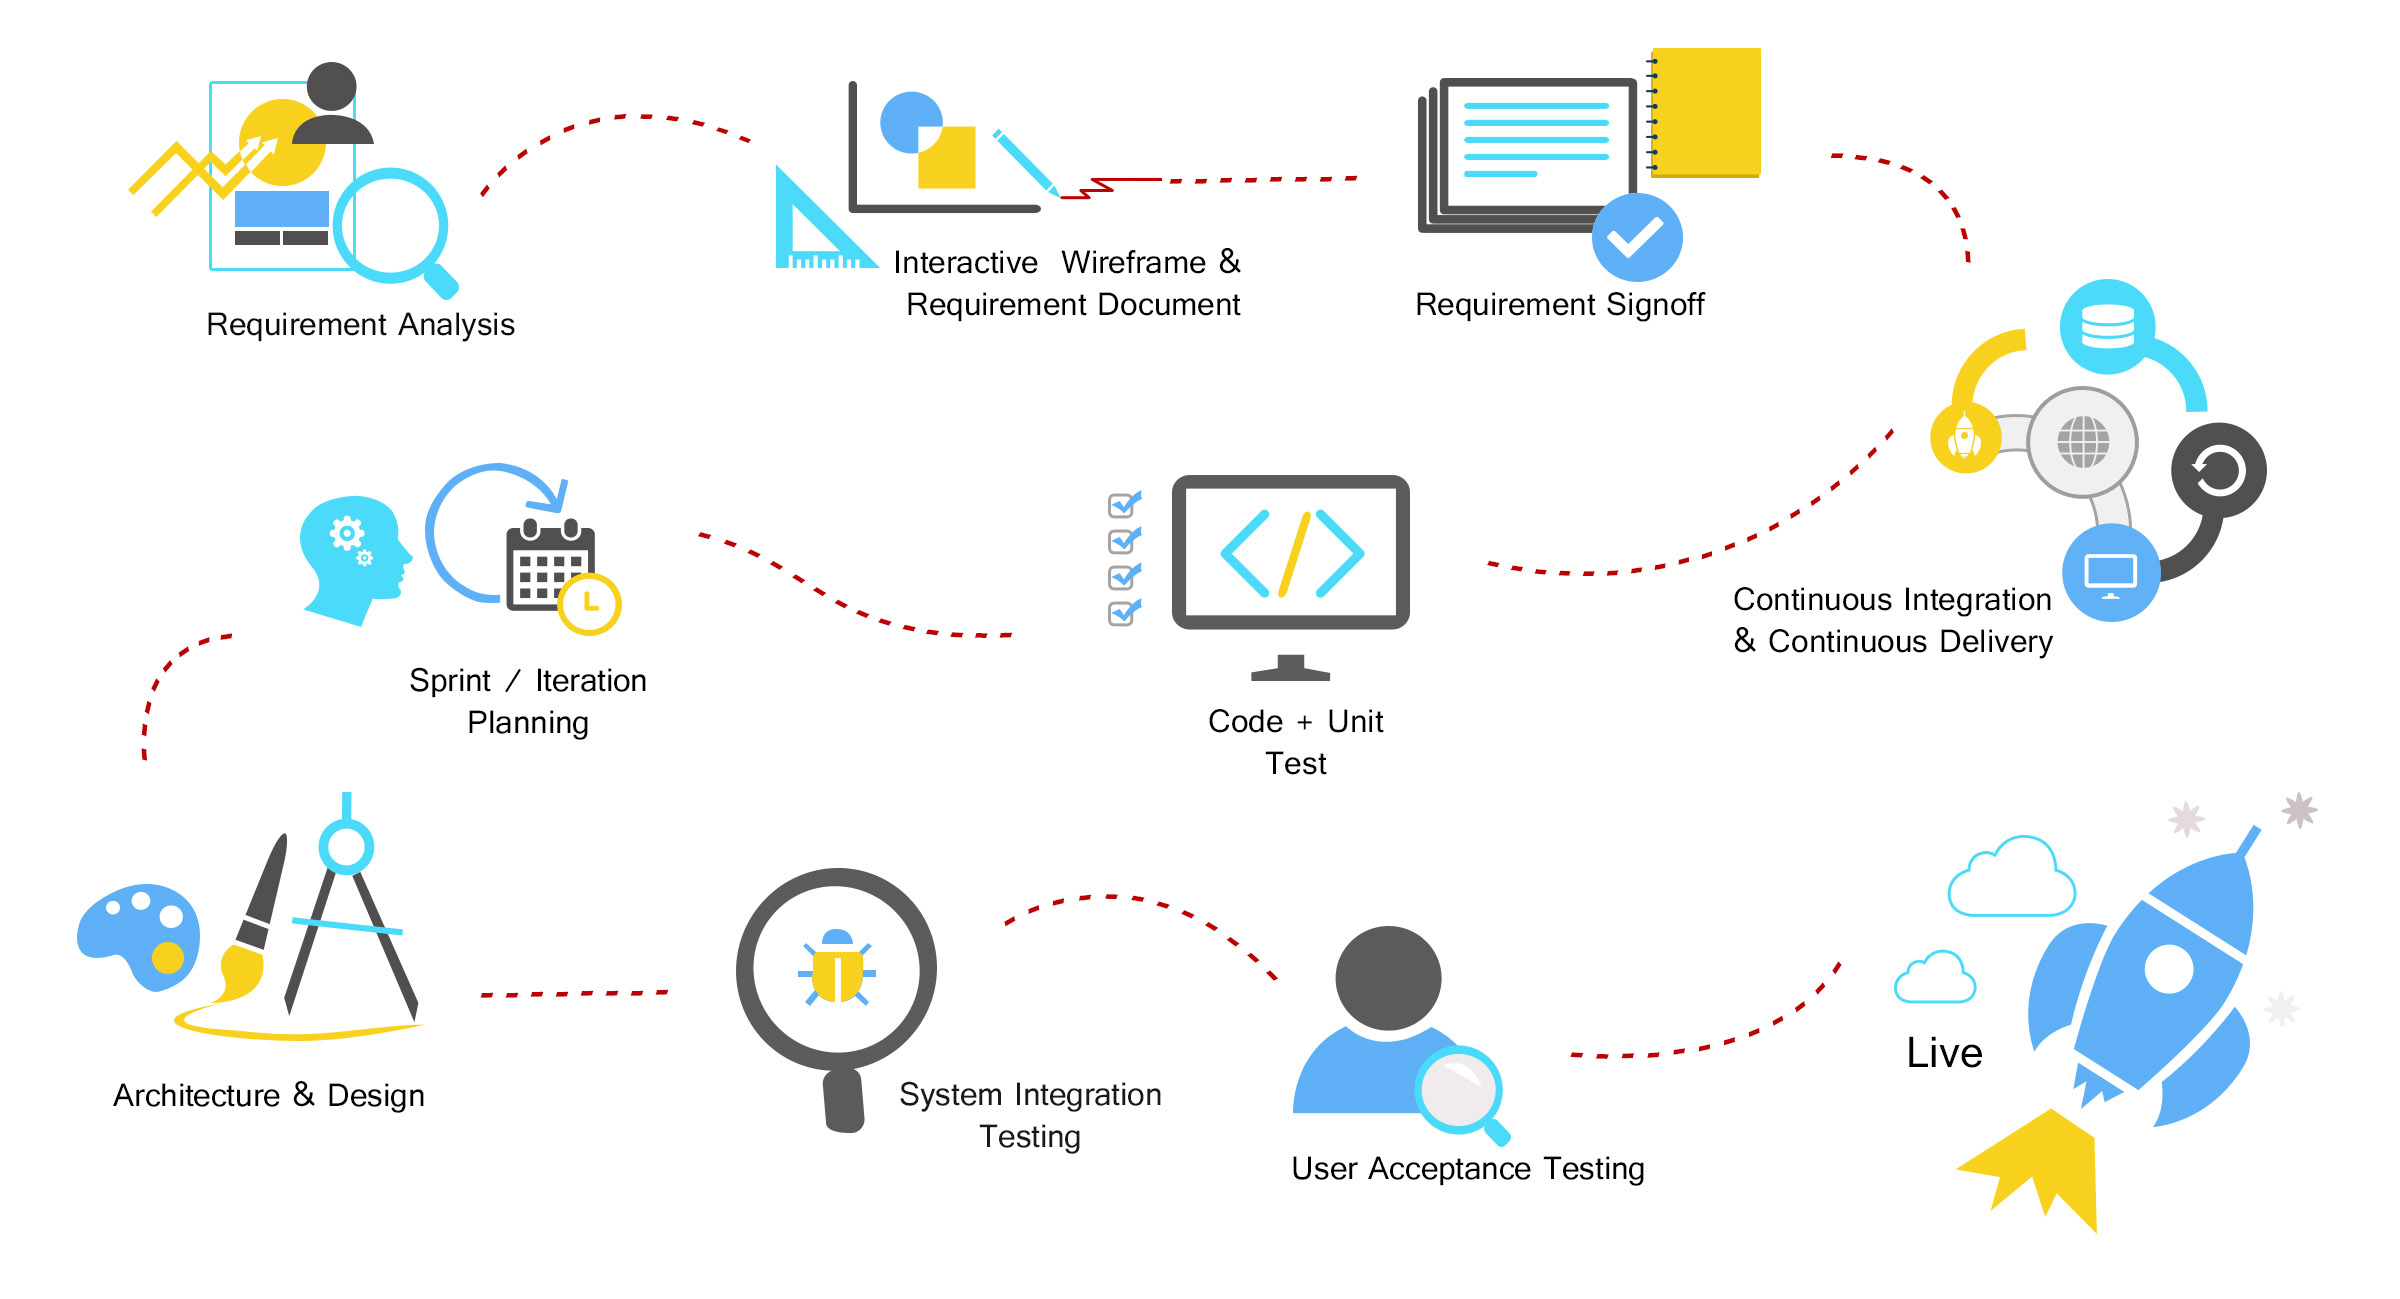 Requirement Analysis
Interactive Wireframe &
Requirement Document
Requirement Signoff
Continuous Integration
& Continuous Delivery
Code + Unit
Test
Sprint / Iteration
Planning
Architecture & Design
System Integration
Testing
User Acceptance Testing
Live